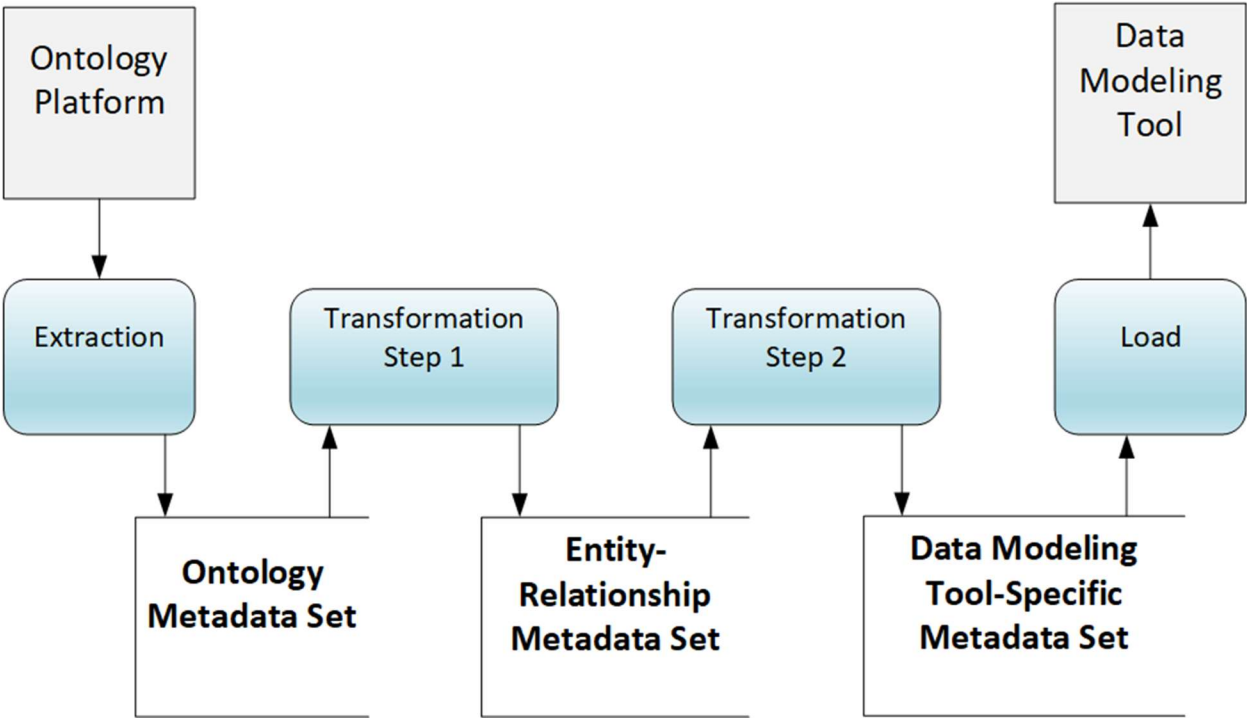 Ontology
Platform
Data
Modeling
Tool
Extraction
Transformation
Step 1
Transformation
Step 2
Load
Ontology
Metadata Set
Entity-
Relationship
Metadata Set
Data Modeling
Tool-Specific
Metadata Set